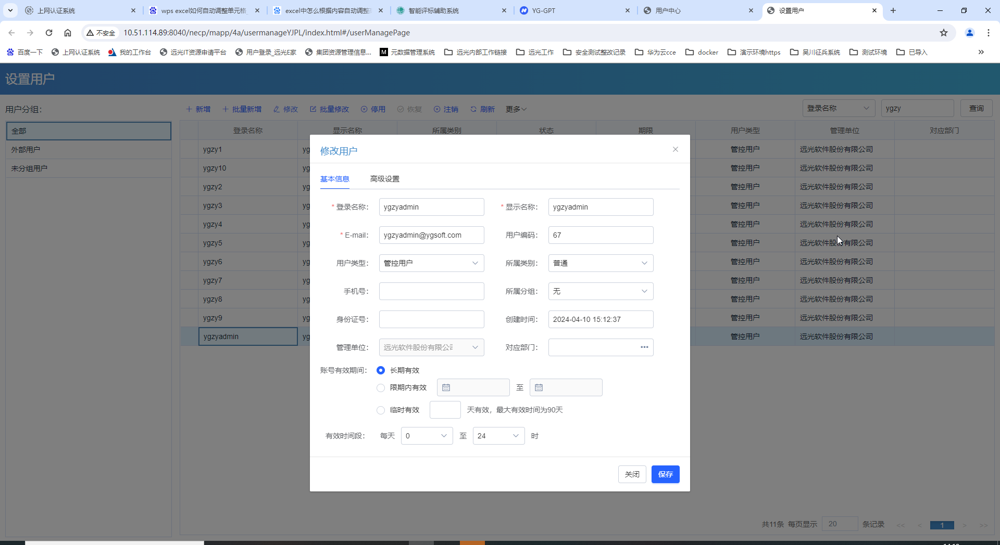 上网认证系统
wps excel如何自动调整单元格
excel中怎么根据内容自动调整
智能评标辅助系统
YG-GPT
用户中心
设置用户
不安全
10.51.114.89:8040/necp/mapp/4a/usermanageYJPL/index.html#/userManagePage
百度一下
上网认证系统
我的工作台
远光IT资源申请平台
用户登录_远光E家
集团资源管理信息...
M 元数据管理系统
远光内部工作链接
远光工作
安全测试整改记录
华为云cce
docker
演示环境https
吴川征兵系统
测试环境
已导入
设置用户
用户分组：
新增
批量新增
修改
批量修改
停用
恢复
注销
刷新
更多
登录名称
ygzy
查询
全部
外部用户
未分组用户
登录名称 显示名称 所属类别 状态 期限 用户类型 管理单位 对应部门
ygzy1 yg 管控用户 远光软件股份有限公司
ygzy10 yg 管控用户 远光软件股份有限公司
ygzy2 yg 管控用户 远光软件股份有限公司
ygzy3 yg 管控用户 远光软件股份有限公司
ygzy4 yg 管控用户 远光软件股份有限公司
ygzy5 yg 管控用户 远光软件股份有限公司
ygzy6 yg 管控用户 远光软件股份有限公司
ygzy7 yg 管控用户 远光软件股份有限公司
ygzy8 yg 管控用户 远光软件股份有限公司
ygzy9 yg 管控用户 远光软件股份有限公司
ygzyadmin yg 管控用户 远光软件股份有限公司
修改用户
基本信息 高级设置
* 登录名称： ygzyadmin * 显示名称： ygzyadmin
* E-mail： ygzyadmin@ygsoft.com 用户编码： 67
用户类型： 管控用户 所属类别： 普通
手机号： 所属分组： 无
身份证号： 创建时间： 2024-04-10 15:12:37
管理单位： 远光软件股份有限公司 对应部门： •••
账号有效期间： 长期有效
限期内有效 至
临时有效 天有效，最大有效时间为90天
有效时间段： 每天 0 至 24 时
关闭 保存
共11条 每页显示 20 条记录 << < 1 > >>